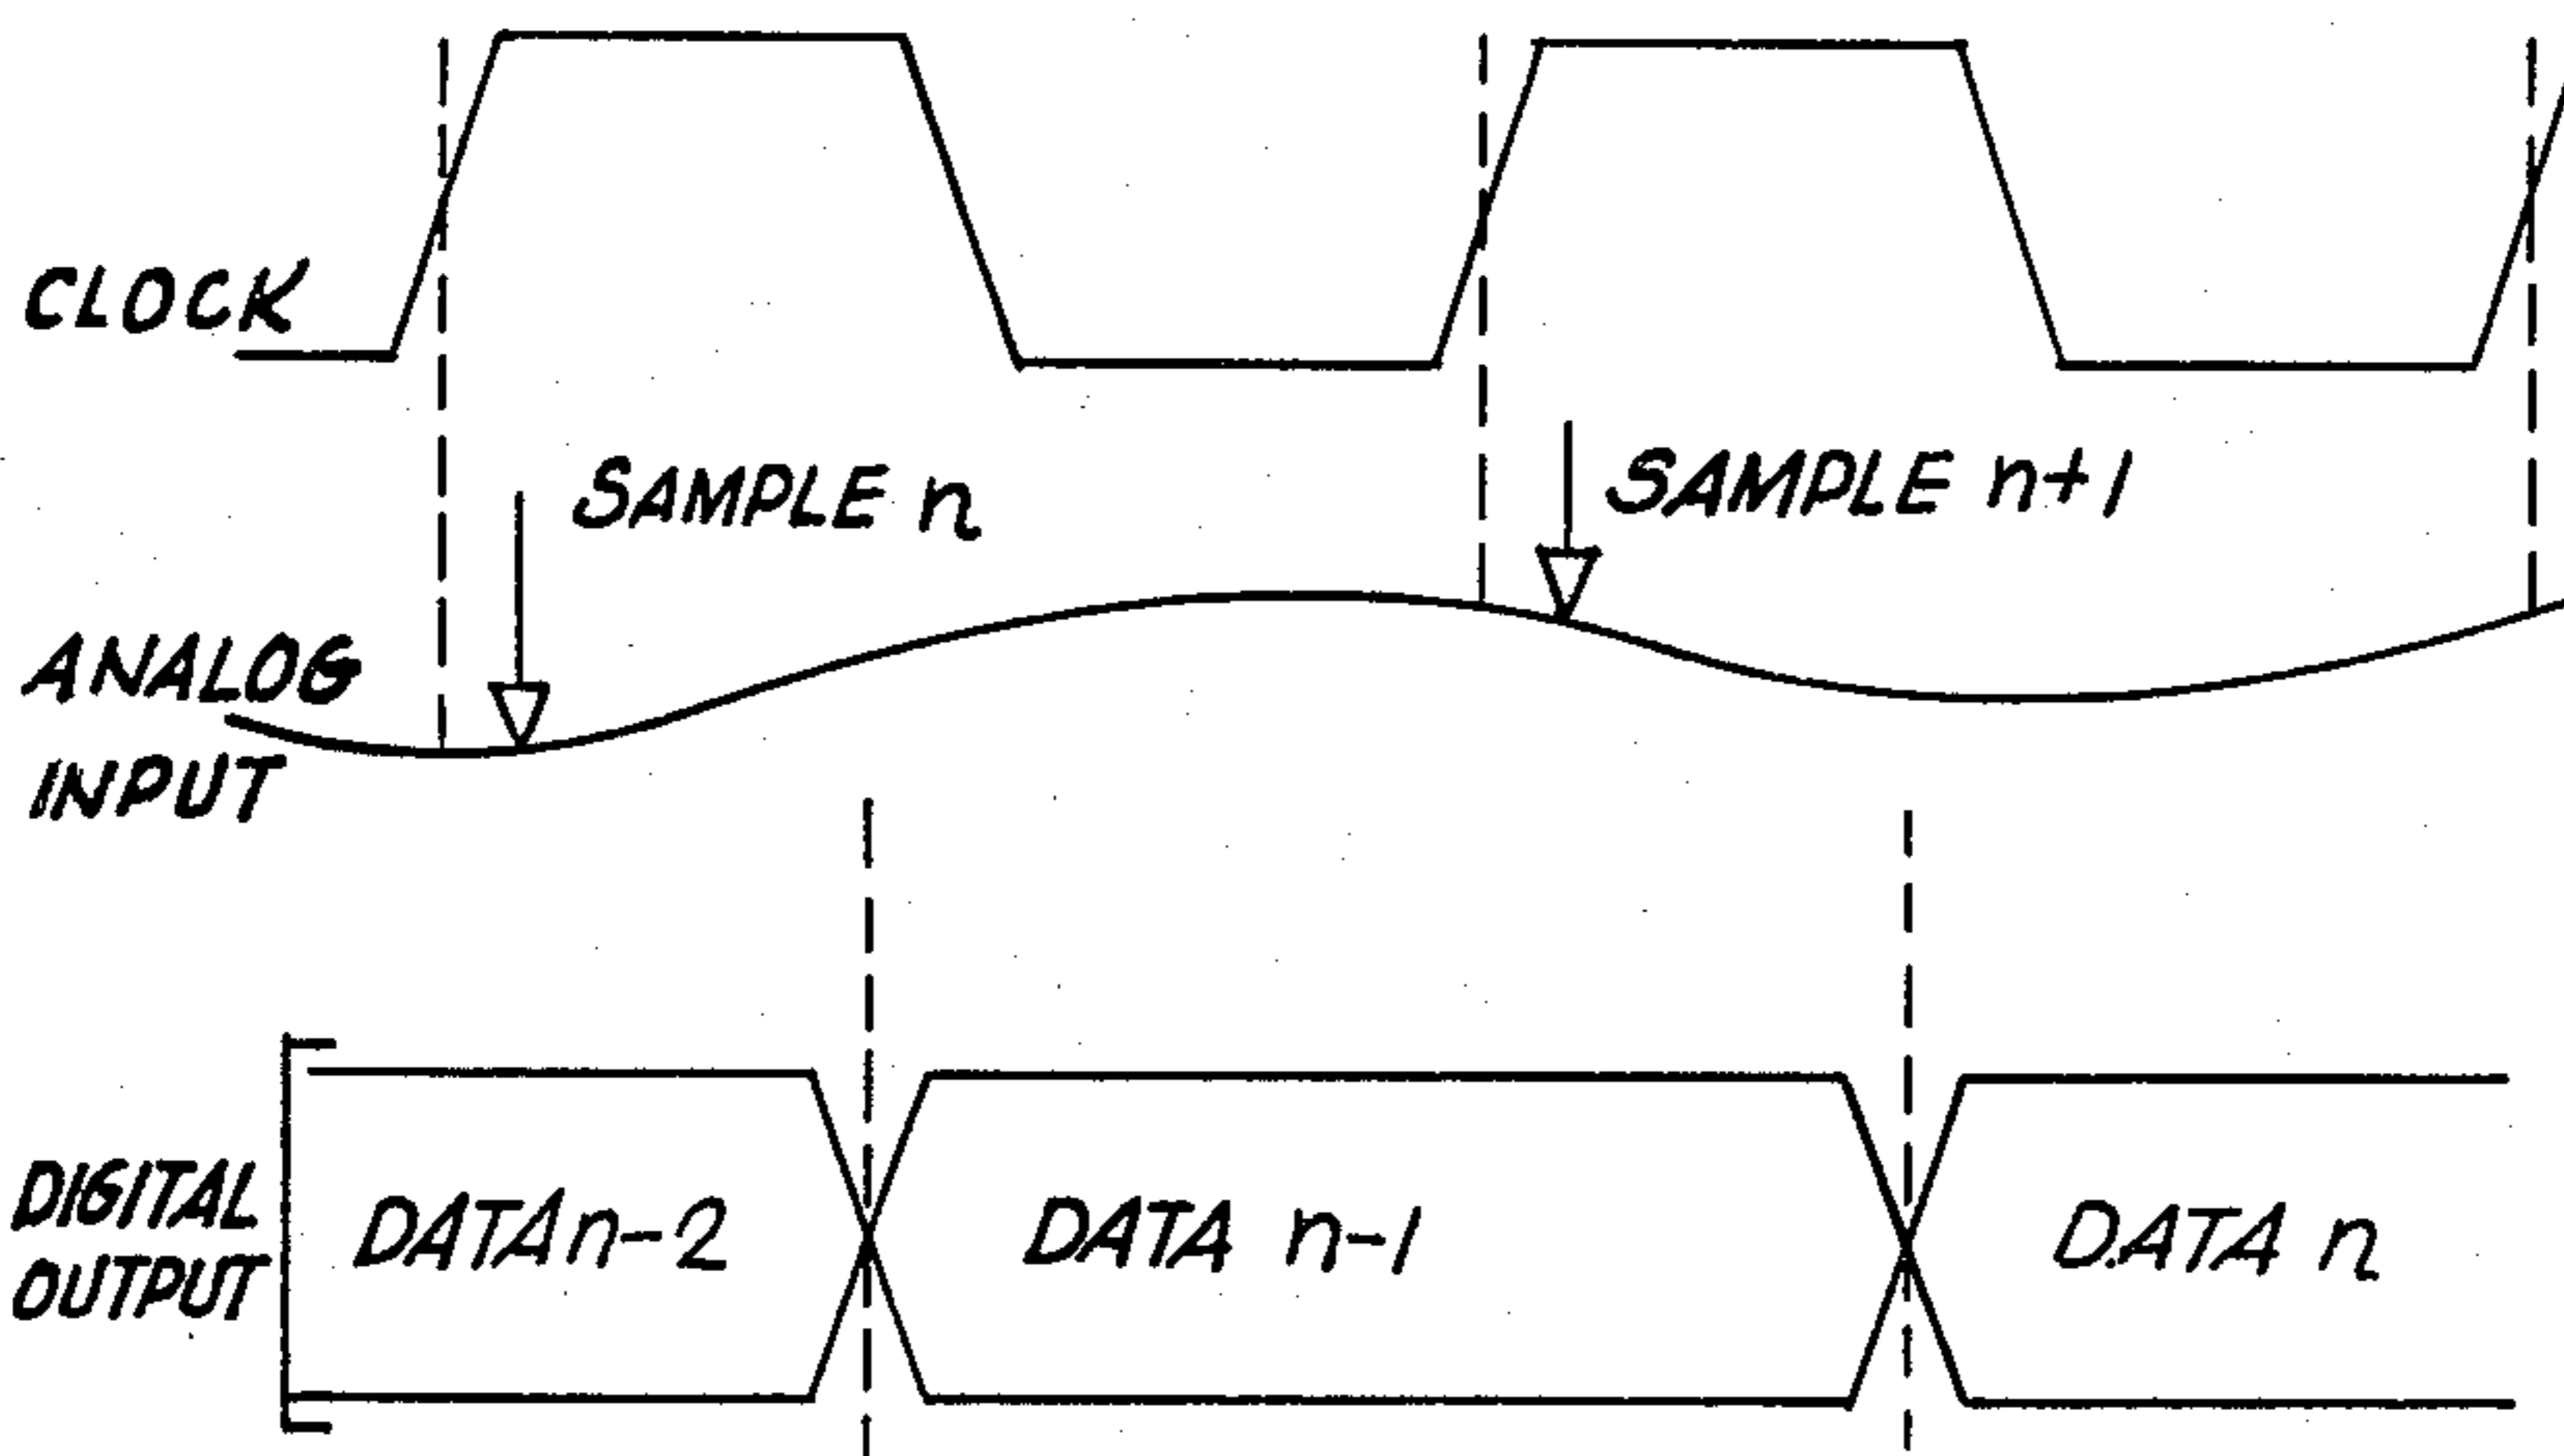 CLOCK
SAMPLE n
SAMPLE n+1
ANALOG
INPUT
DIGITAL
OUTPUT
DATA n-2
DATA n-1
DATA n